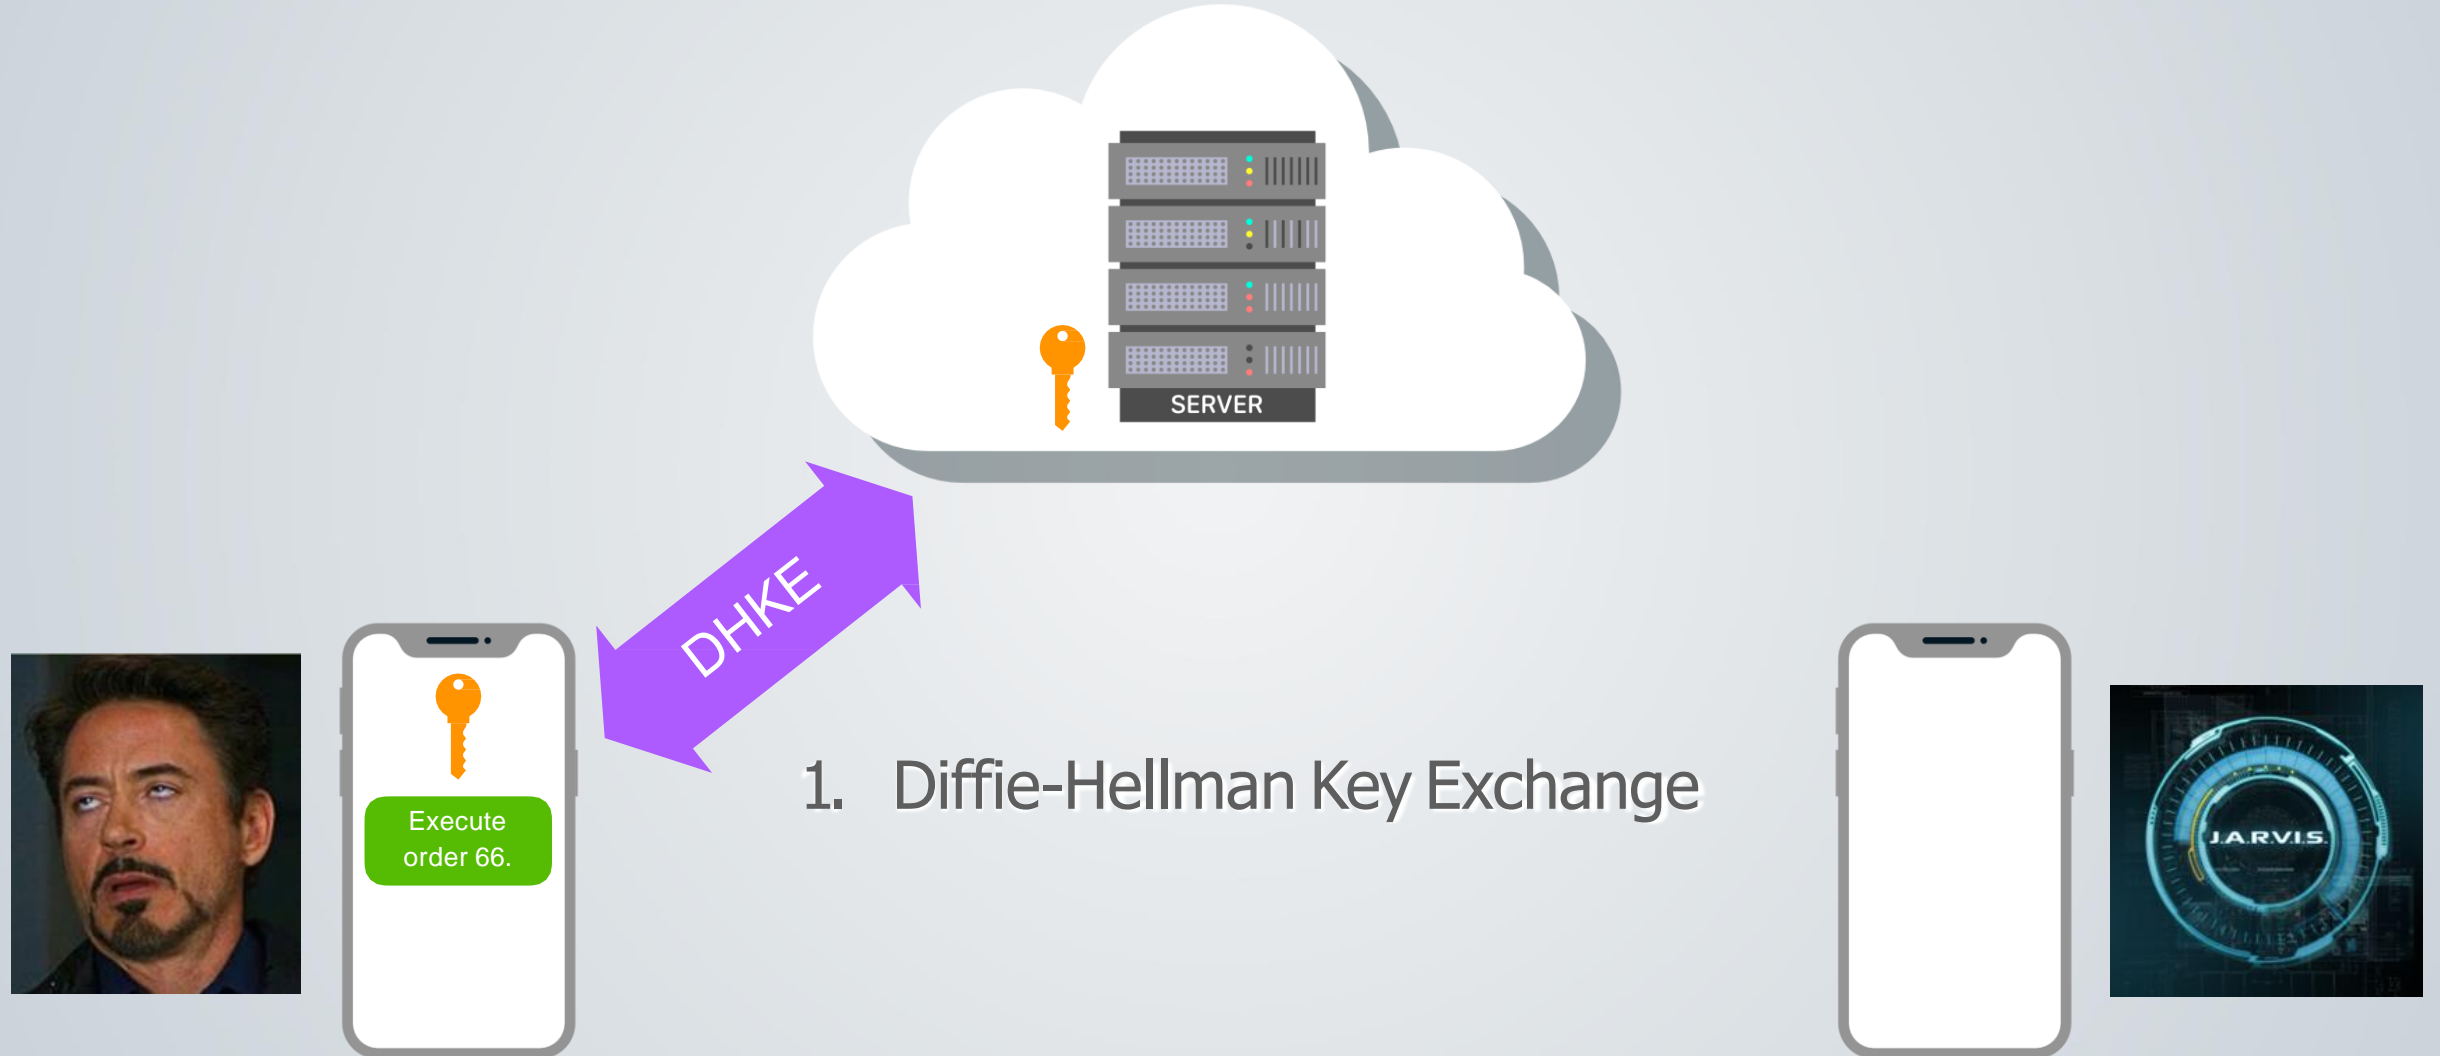 SERVER
DHKE
1. Diffie-Hellman Key Exchange
Execute
order 66.
J.A.R.V.I.S.